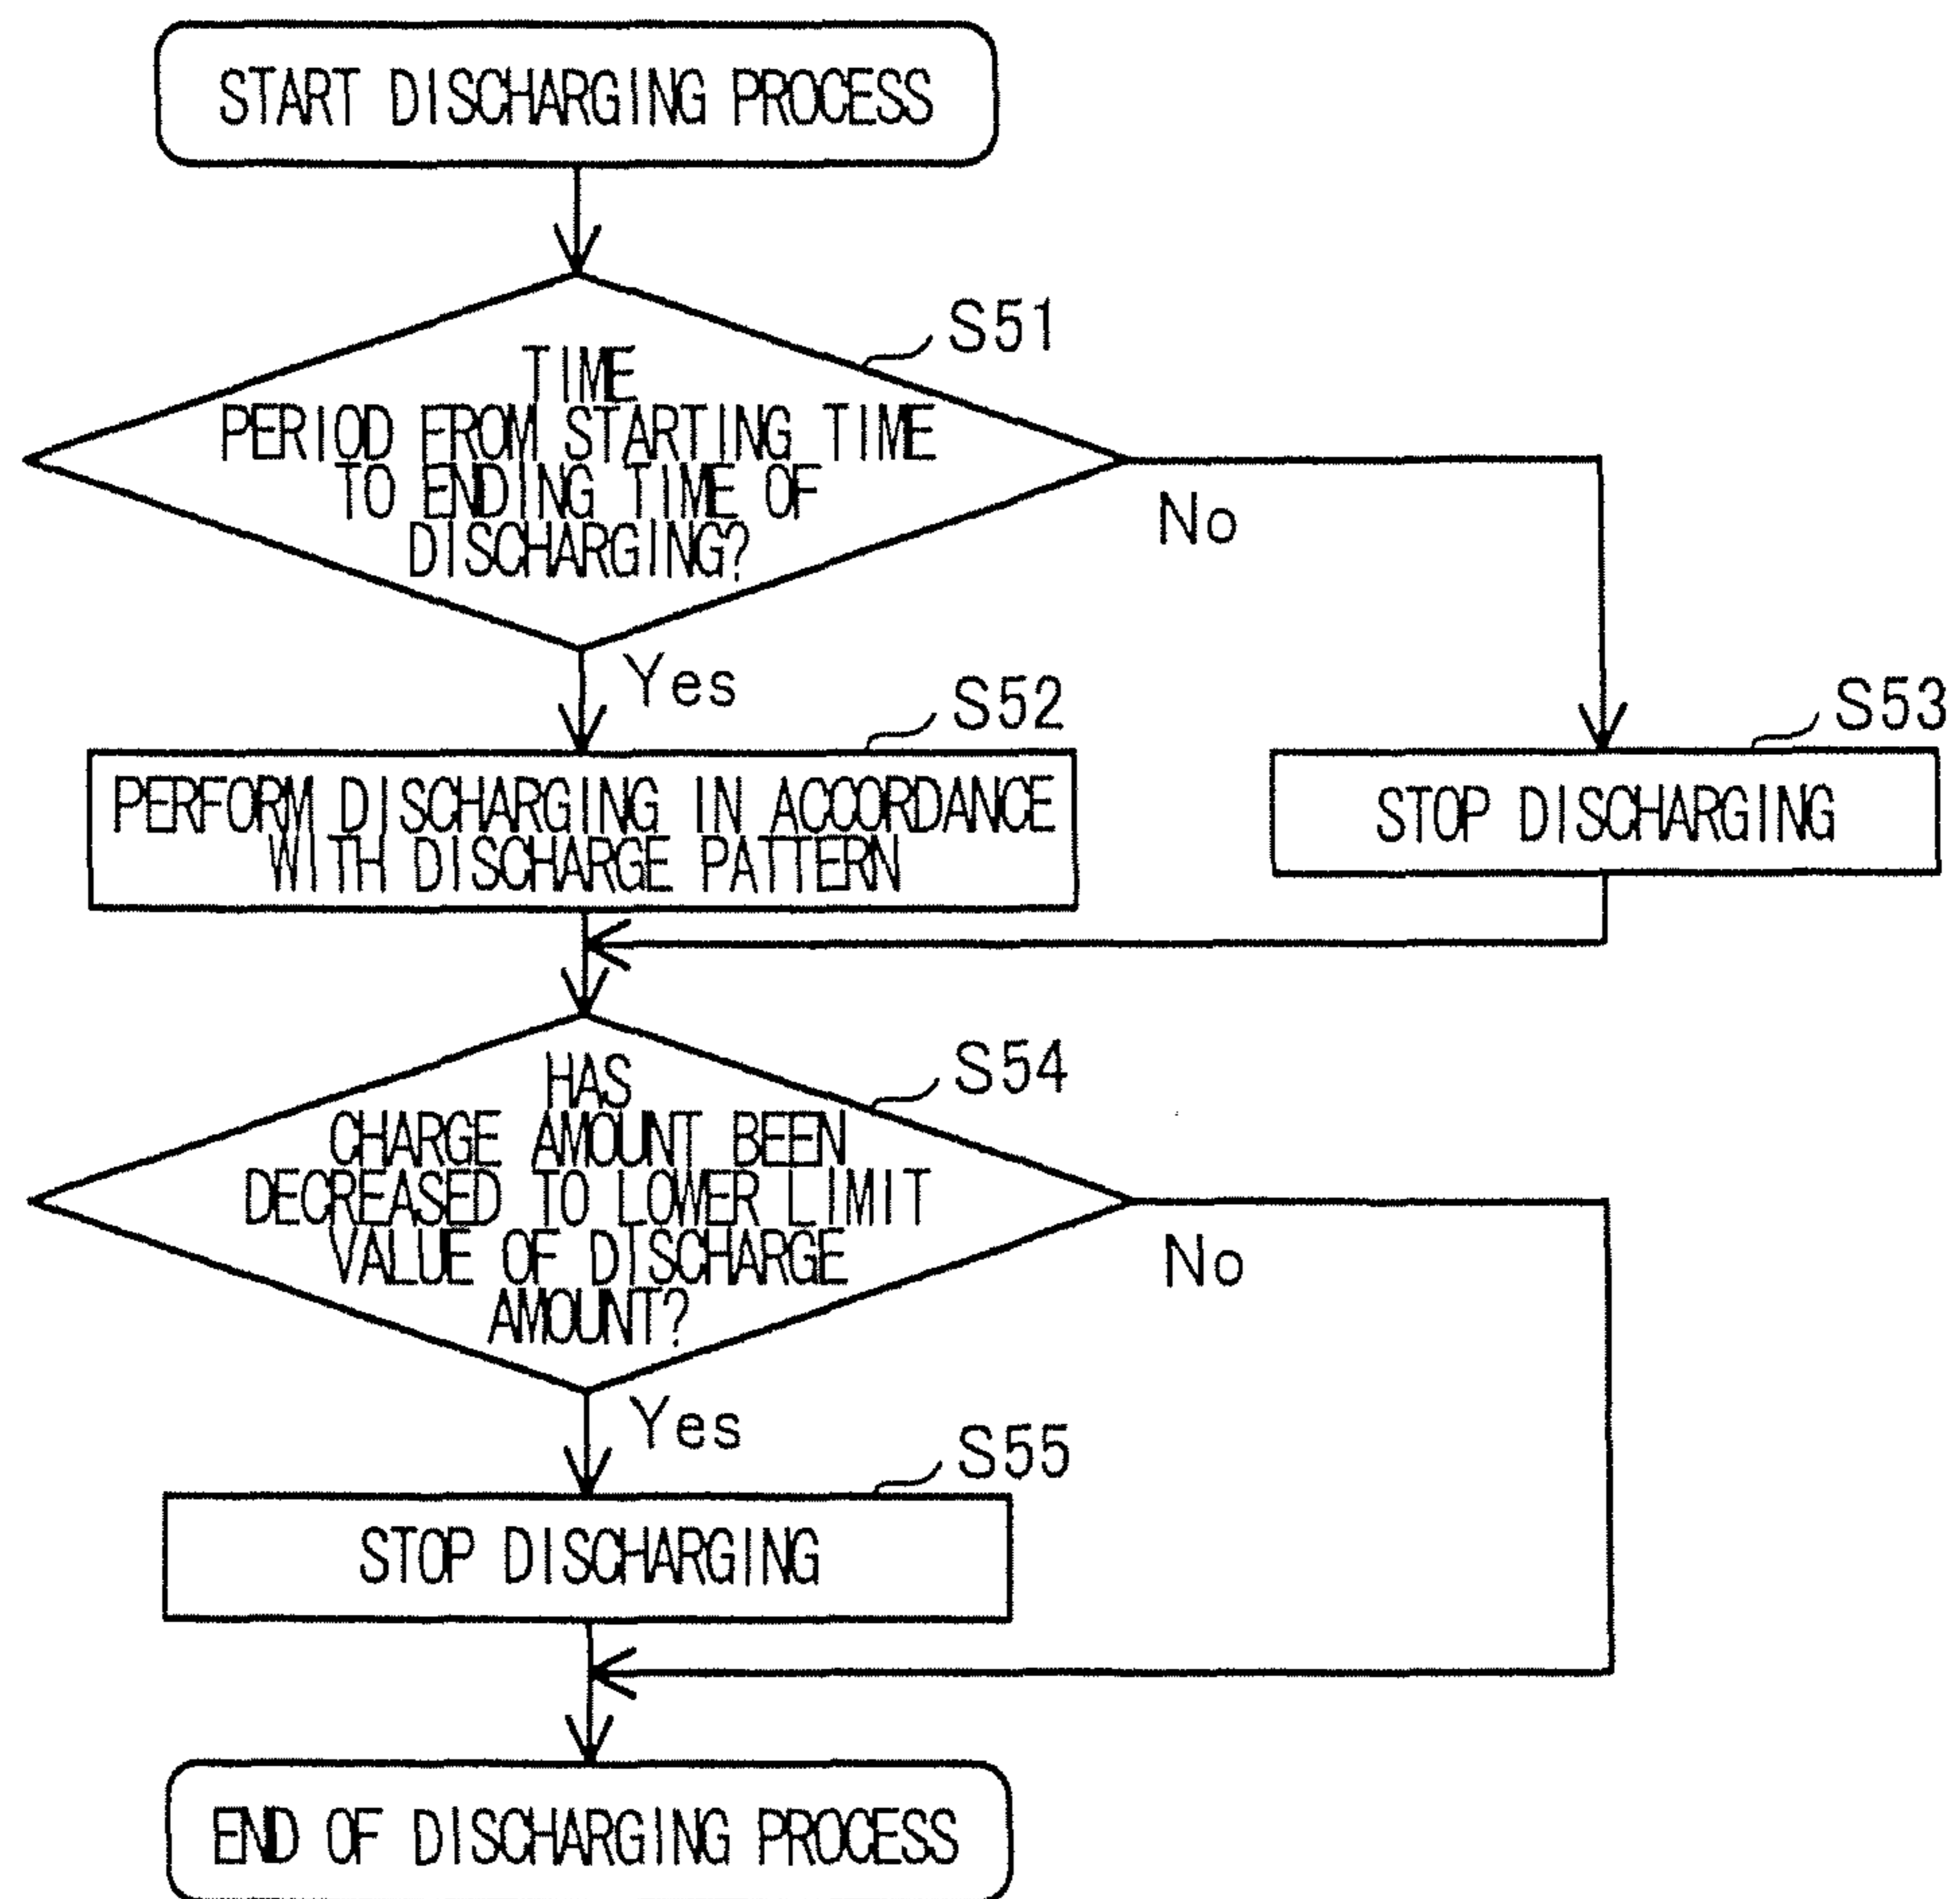 START DISCHARGING PROCESS
S51
TIME
PERIOD FROM STARTING TIME
TO ENDING TIME OF
DISCHARGING?
No
Yes
S52
S53
PERFORM DISCHARGING IN ACCORDANCE
WITH DISCHARGE PATTERN
STOP DISCHARGING
S54
HAS
CHARGE AMOUNT BEEN
DECREASED TO LOWER LIMIT
VALUE OF DISCHARGE
AMOUNT?
No
Yes
S55
STOP DISCHARGING
END OF DISCHARGING PROCESS